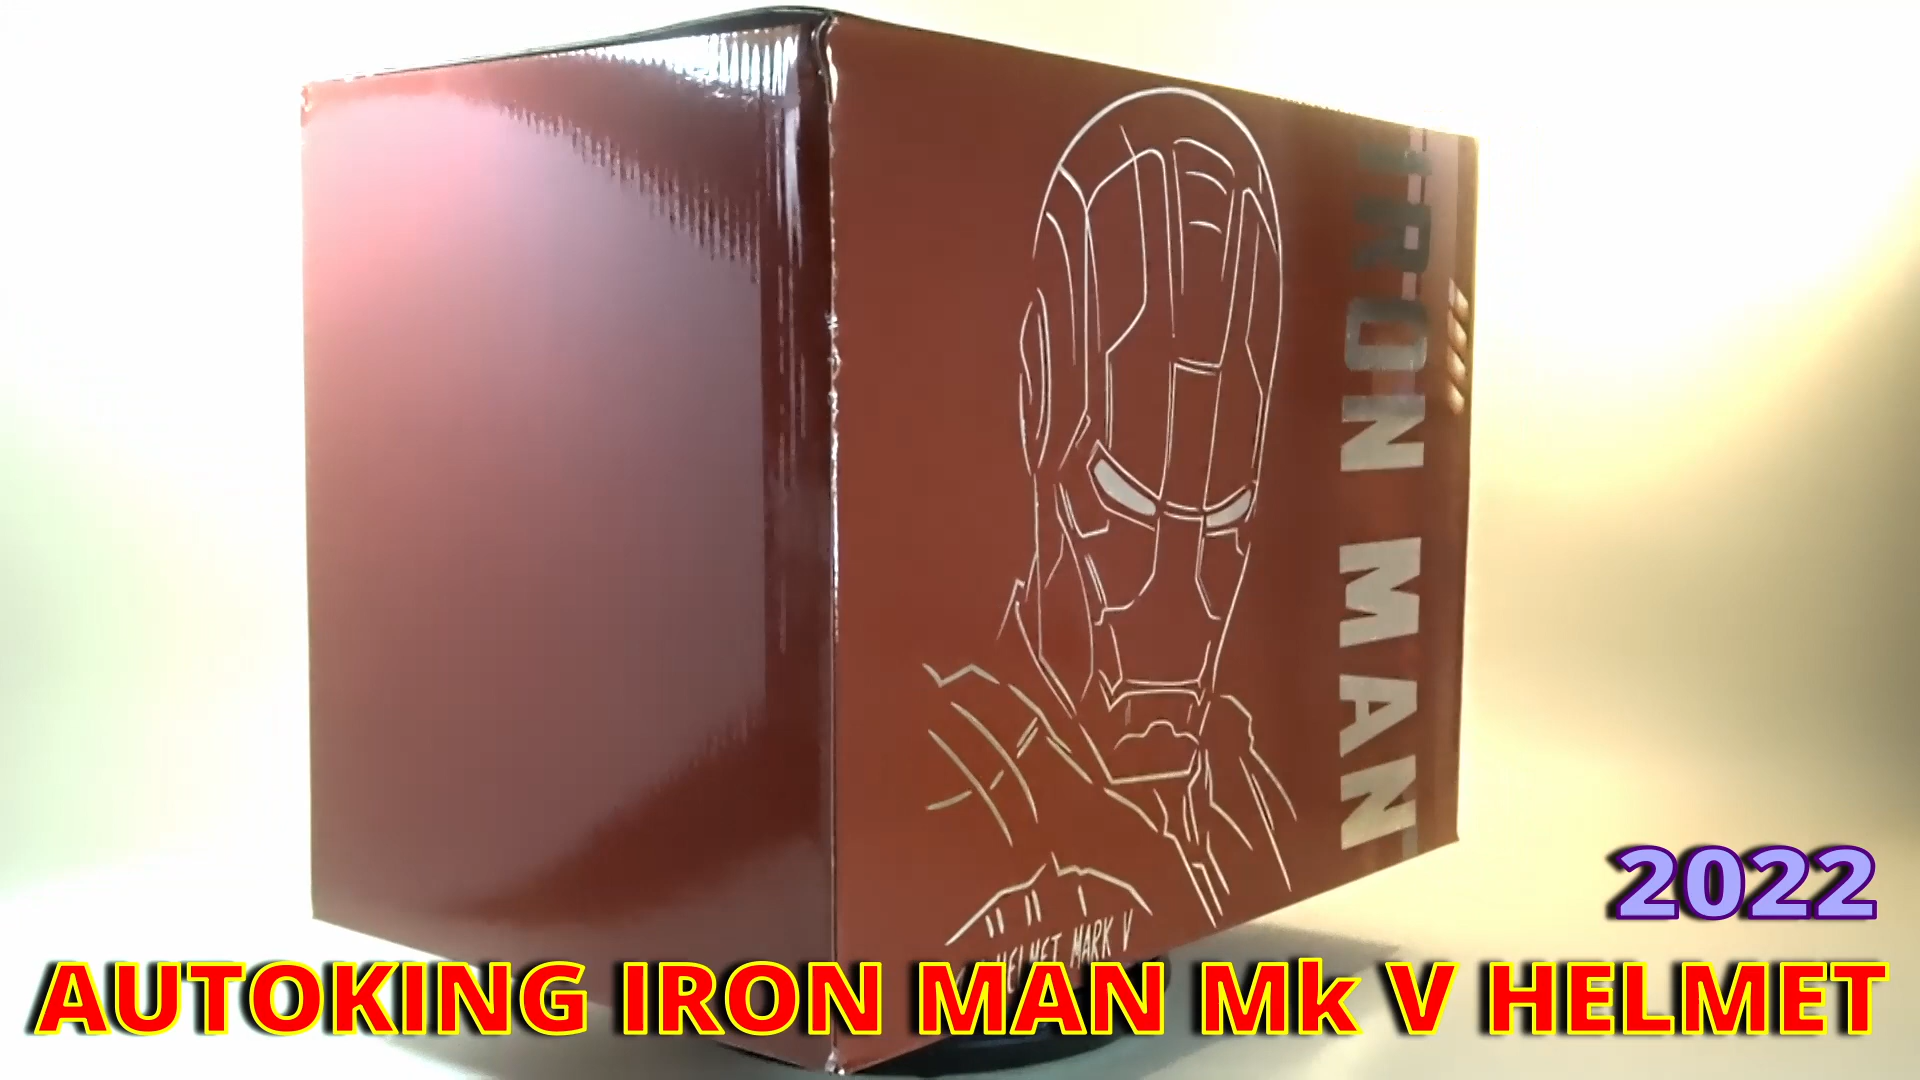 IRON MAN
HELMET MARK V
2022
AUTOKING IRON MAN Mk V HELMET